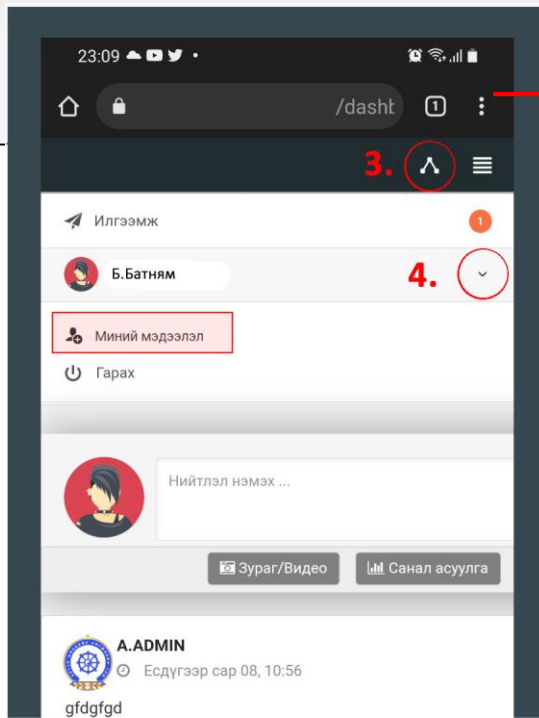 23:09
/dashb
1
3.
Илгээмж
1
Б.Батням
4.
Миний мэдээлэл
Гарах
Нийтлэл нэмэх ...
Зураг/Видео
Санал асуулга
A.ADMIN
Есдүгээр сар 08, 10:56
gfdgfgd